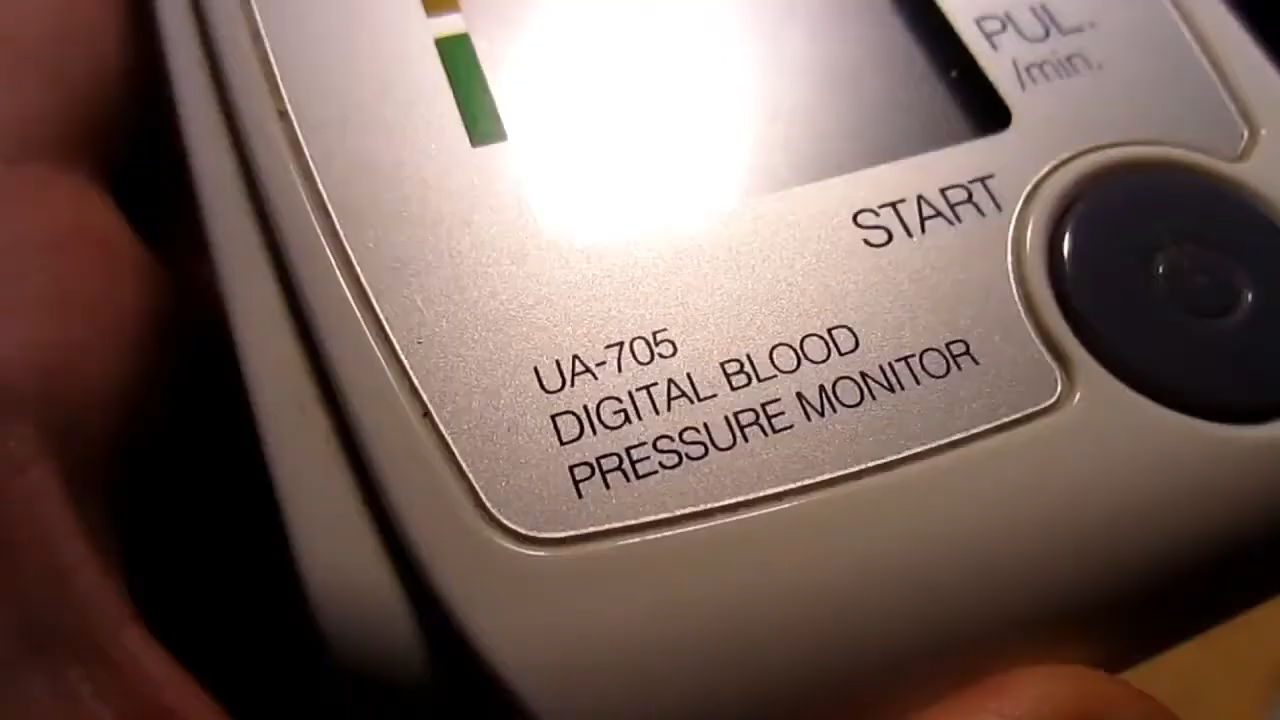 PUL.
/min.
START
UA-705
DIGITAL BLOOD
PRESSURE MONITOR